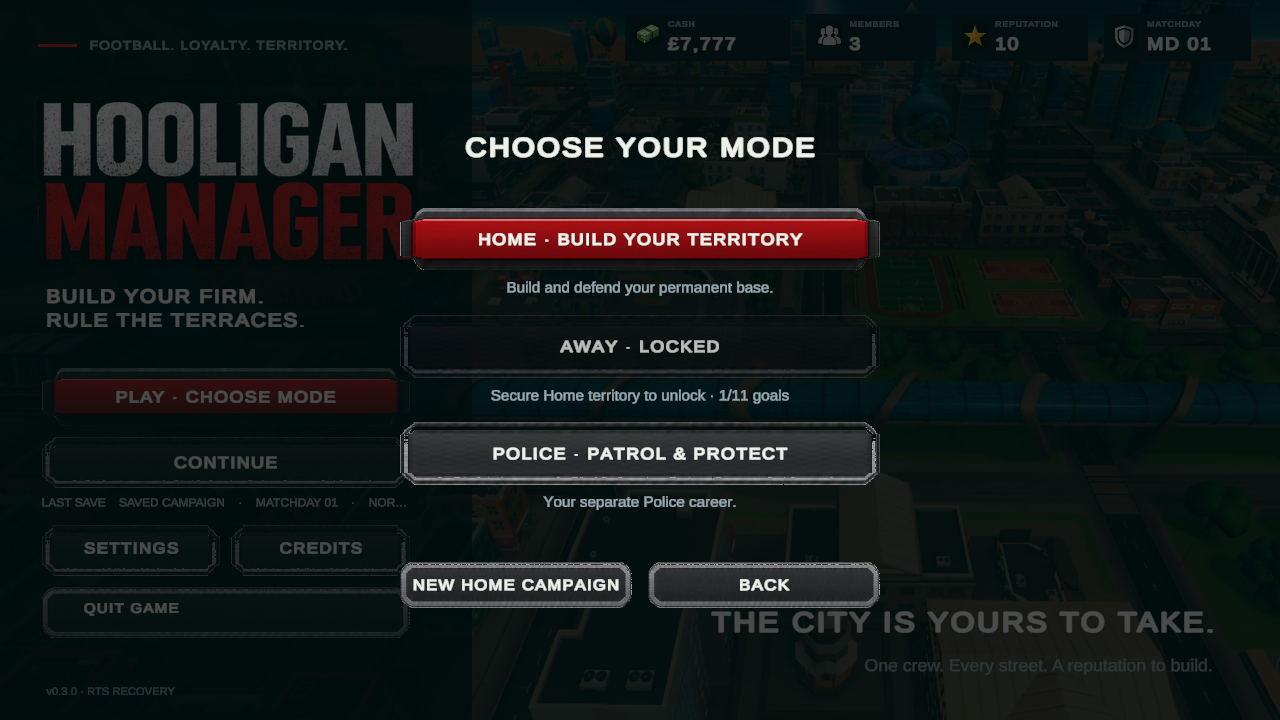 FOOTBALL. LOYALTY. TERRITORY.
CASH
£7,777
MEMBERS
3
REPUTATION
10
MATCHDAY
MD 01
HOOLIGAN
MANAGER
BUILD YOUR FIRM.
RULE THE TERRACES.
PLAY · CHOOSE MODE
CONTINUE
LAST SAVE SAVED CAMPAIGN · MATCHDAY 01 · NOR...
SETTINGS
CREDITS
QUIT GAME
v0.3.0 · RTS RECOVERY
CHOOSE YOUR MODE
HOME · BUILD YOUR TERRITORY
Build and defend your permanent base.
AWAY · LOCKED
Secure Home territory to unlock · 1/11 goals
POLICE · PATROL & PROTECT
Your separate Police career.
NEW HOME CAMPAIGN
BACK
THE CITY IS YOURS TO TAKE.
One crew. Every street. A reputation to build.